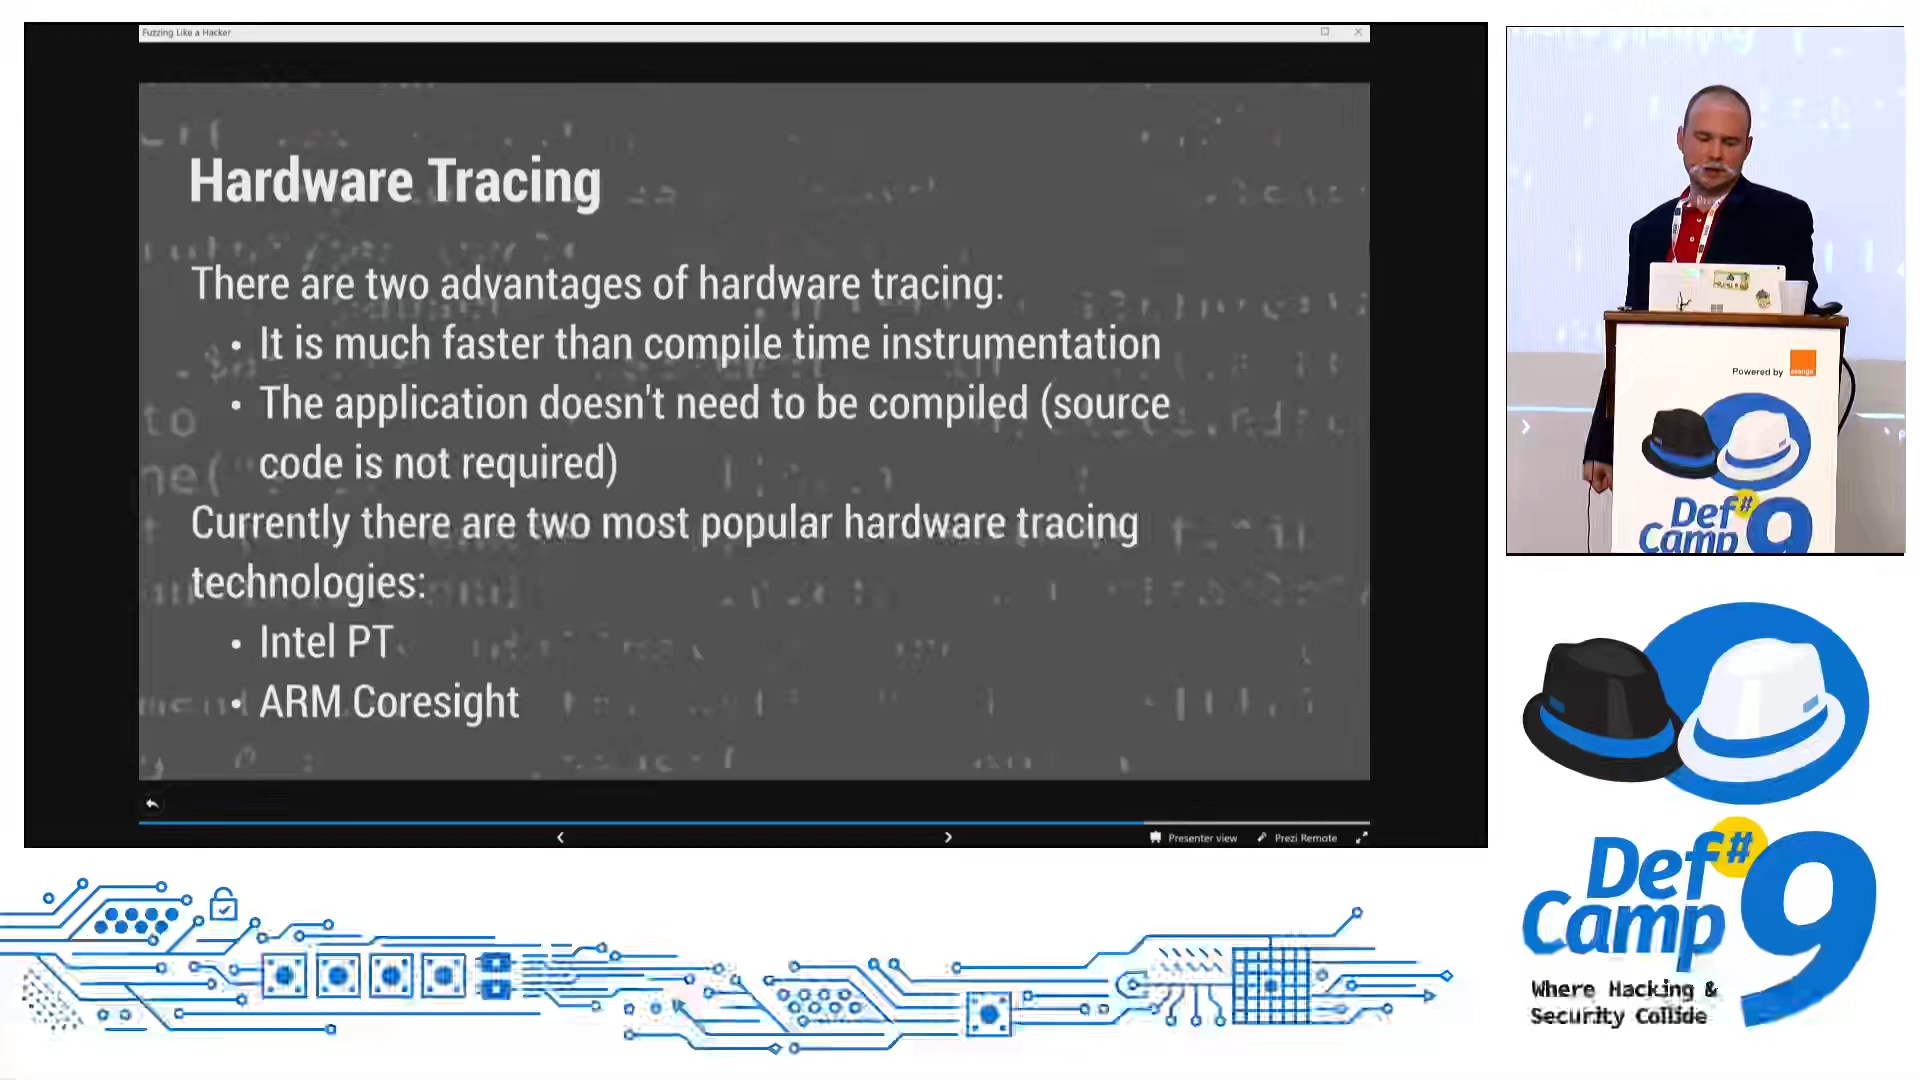 Fuzzing Like a Hacker
Hardware Tracing
There are two advantages of hardware tracing:
• It is much faster than compile time instrumentation
• The application doesn't need to be compiled (source
code is not required)
Currently there are two most popular hardware tracing
technologies:
• Intel PT
• ARM Coresight
Presenter view
Prezi Remote
Powered by
orange
Def#
Camp 9
Def#
Camp 9
Where Hacking &
Security Collide